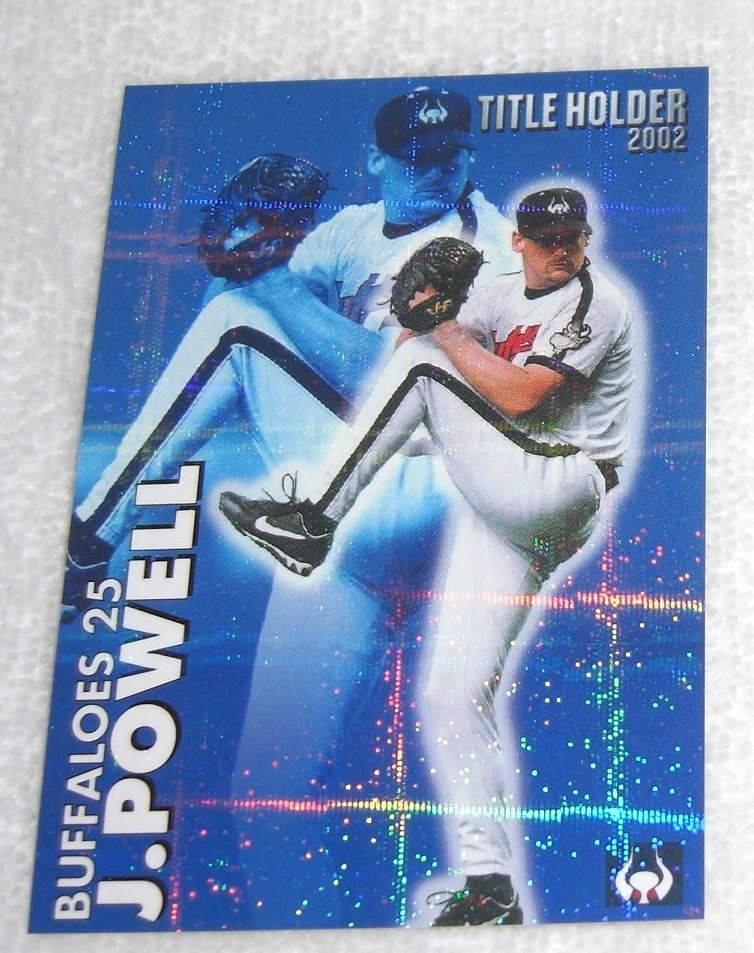 TITLE HOLDER
2002
BUFFALOES 25
J.POWELL